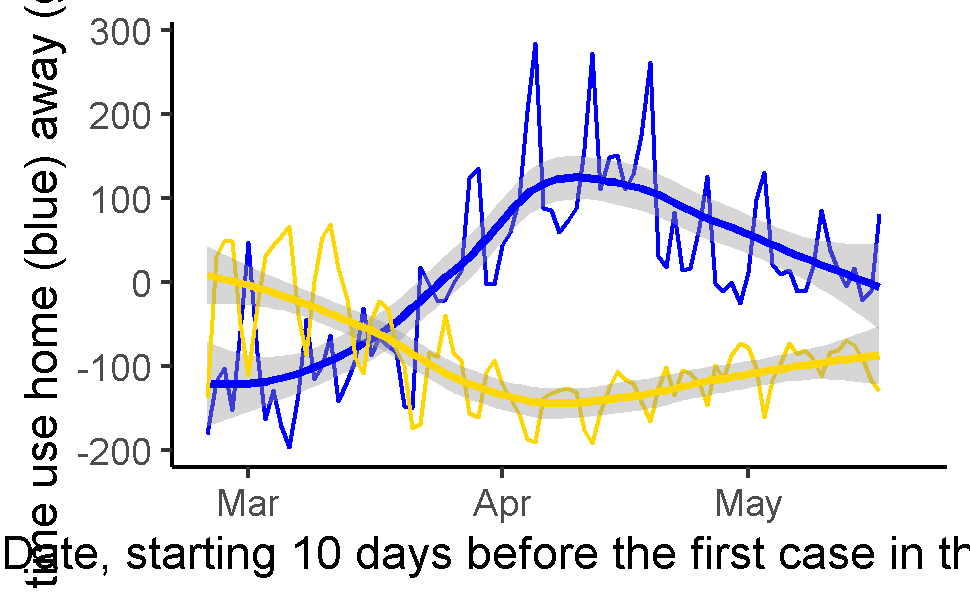 time use home (blue) away (
300
200
100
0
-100
-200
Mar Apr May
Date, starting 10 days before the first case in th